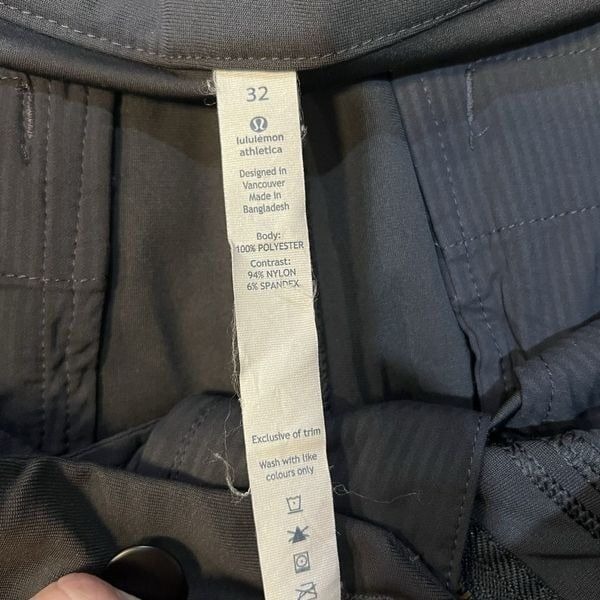 32
lululemon
athletica
Designed in
Vancouver
Made in
Bangladesh
Body:
100% POLYESTER
Contrast:
94% NYLON
6% SPANDEX
Exclusive of trim
Wash with like
colours only